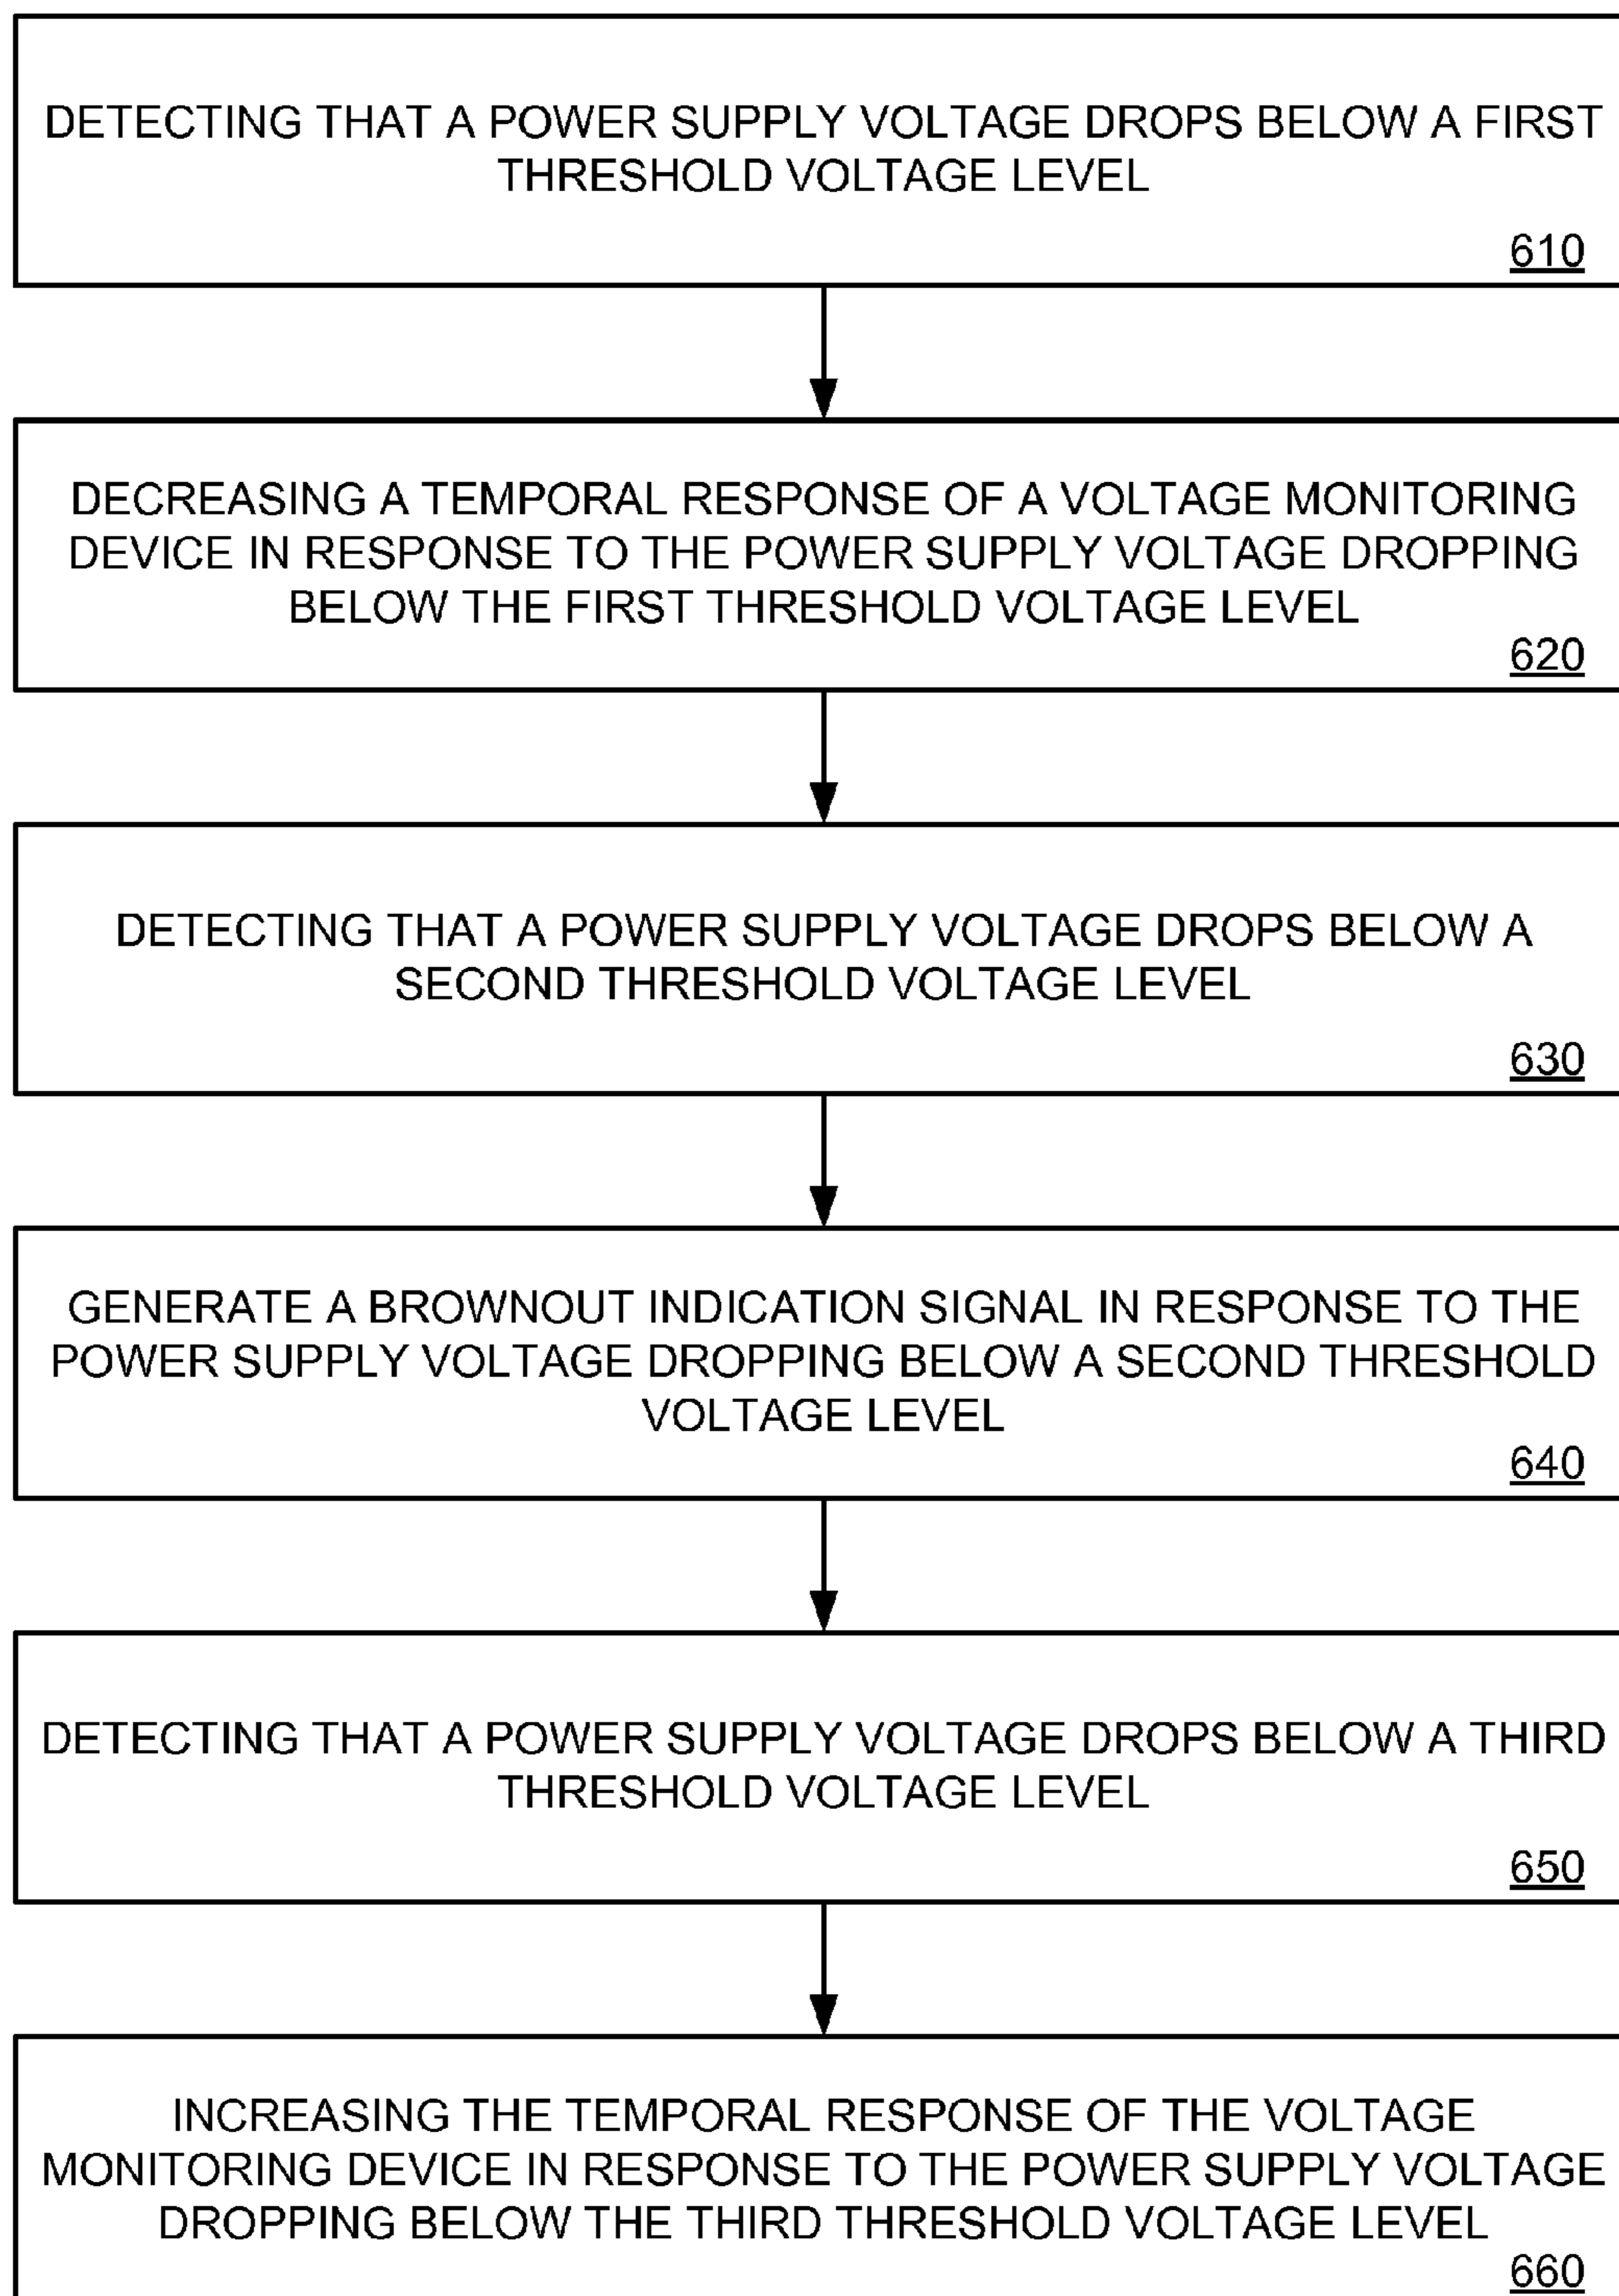 DETECTING THAT A POWER SUPPLY VOLTAGE DROPS BELOW A FIRST
THRESHOLD VOLTAGE LEVEL
610
DECREASING A TEMPORAL RESPONSE OF A VOLTAGE MONITORING
DEVICE IN RESPONSE TO THE POWER SUPPLY VOLTAGE DROPPING
BELOW THE FIRST THRESHOLD VOLTAGE LEVEL
620
DETECTING THAT A POWER SUPPLY VOLTAGE DROPS BELOW A
SECOND THRESHOLD VOLTAGE LEVEL
630
GENERATE A BROWNOUT INDICATION SIGNAL IN RESPONSE TO THE
POWER SUPPLY VOLTAGE DROPPING BELOW A SECOND THRESHOLD
VOLTAGE LEVEL
640
DETECTING THAT A POWER SUPPLY VOLTAGE DROPS BELOW A THIRD
THRESHOLD VOLTAGE LEVEL
650
INCREASING THE TEMPORAL RESPONSE OF THE VOLTAGE
MONITORING DEVICE IN RESPONSE TO THE POWER SUPPLY VOLTAGE
DROPPING BELOW THE THIRD THRESHOLD VOLTAGE LEVEL
660